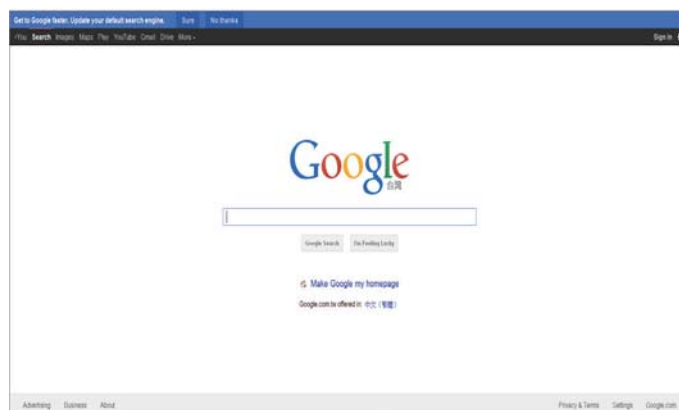 Get to Google faster. Update your default search engine. Sure No thanks
+You Search Images Maps Play YouTube Gmail Drive More Sign in
Google
台灣
Google Search I'm Feeling Lucky
Make Google my homepage
Google.com.tw offered in: 中文（繁體）
Advertising Business About Privacy & Terms Settings Google.com